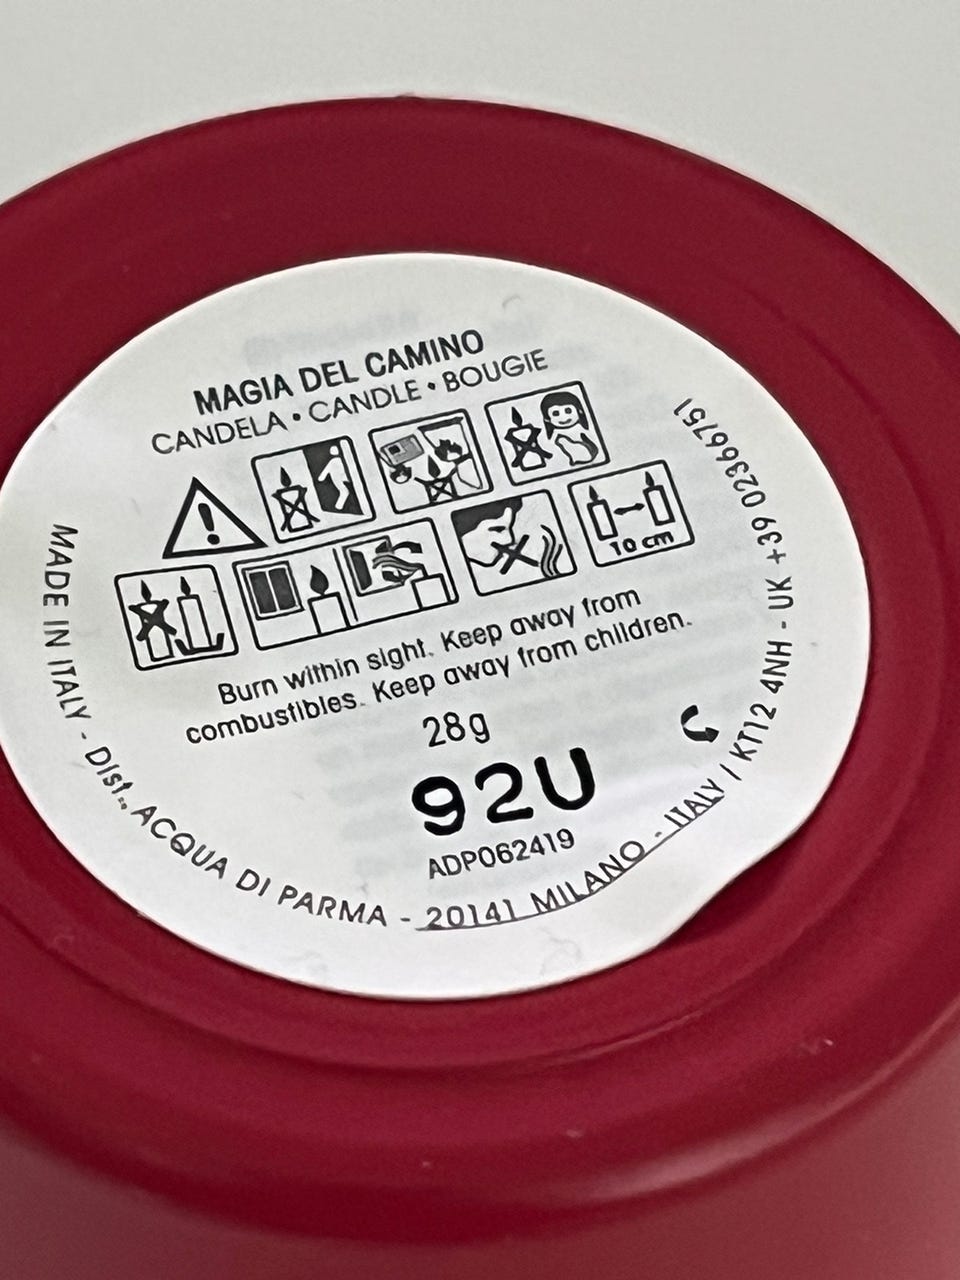 MAGIA DEL CAMINO
CANDELA • CANDLE • BOUGIE
10 cm
Burn within sight. Keep away from
combustibles. Keep away from children.
28g
92U
ADP062419
MADE IN ITALY - Dist.. ACQUA DI PARMA - 20141 MILANO - ITALY / KT12 4NH - UK +39 02366751